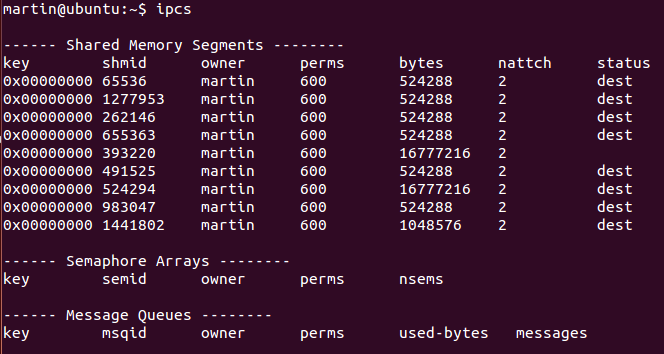 martin@ubuntu:~$ ipcs
------ Shared Memory Segments --------
key        shmid      owner      perms      bytes      nattch     status
0x00000000 65536      martin     600        524288     2          dest
0x00000000 1277953    martin     600        524288     2          dest
0x00000000 262146     martin     600        524288     2          dest
0x00000000 655363     martin     600        524288     2          dest
0x00000000 393220     martin     600        16777216   2
0x00000000 491525     martin     600        524288     2          dest
0x00000000 524294     martin     600        16777216   2          dest
0x00000000 983047     martin     600        524288     2          dest
0x00000000 1441802    martin     600        1048576    2          dest
------ Semaphore Arrays --------
key        semid      owner      perms      nsems
------ Message Queues --------
key        msqid      owner      perms      used-bytes   messages